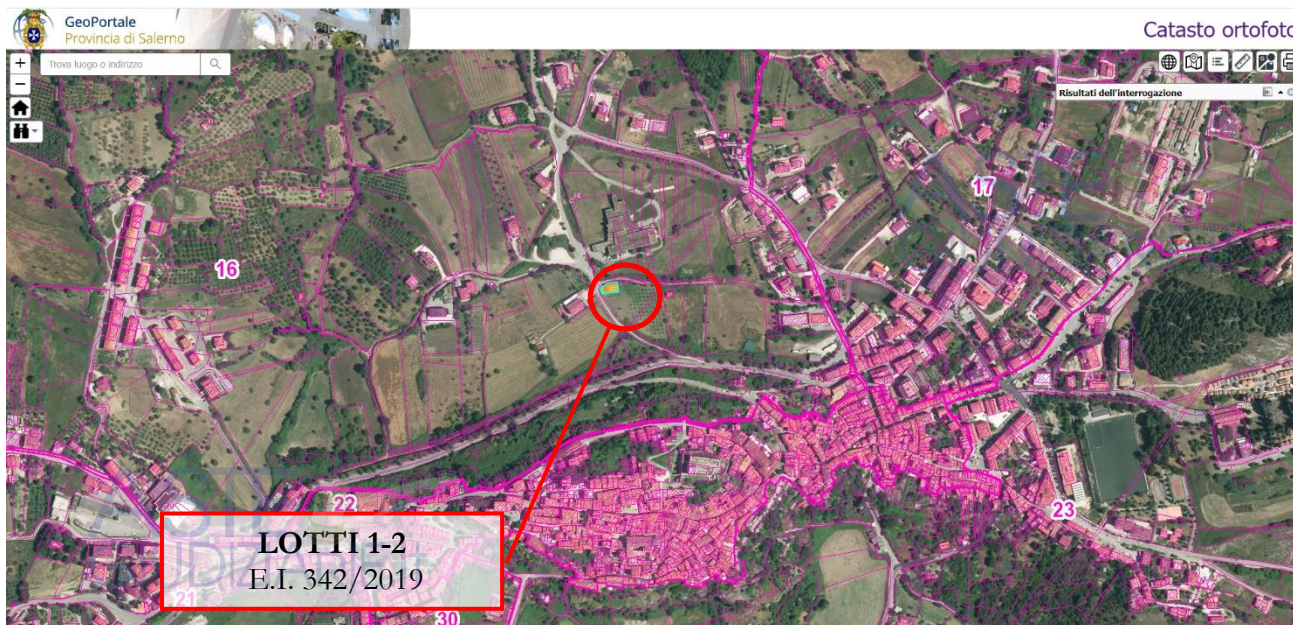 GeoPortale
Provincia di Salerno
Catasto ortofoto
+
Trova luogo o indirizzo
−
Risultati dell'interrogazione
17
16
22
23
LOTTI 1-2
E.I. 342/2019
21
30